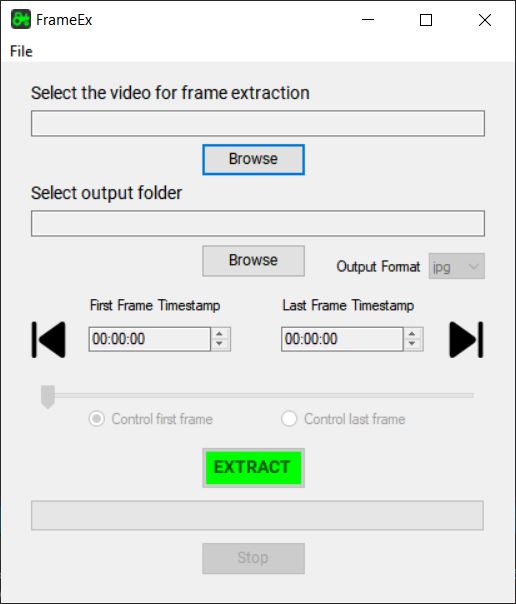 FrameEx
File
Select the video for frame extraction
Browse
Select output folder
Browse
Output Format jpg
First Frame Timestamp Last Frame Timestamp
00:00:00 00:00:00
Control first frame Control last frame
EXTRACT
Stop